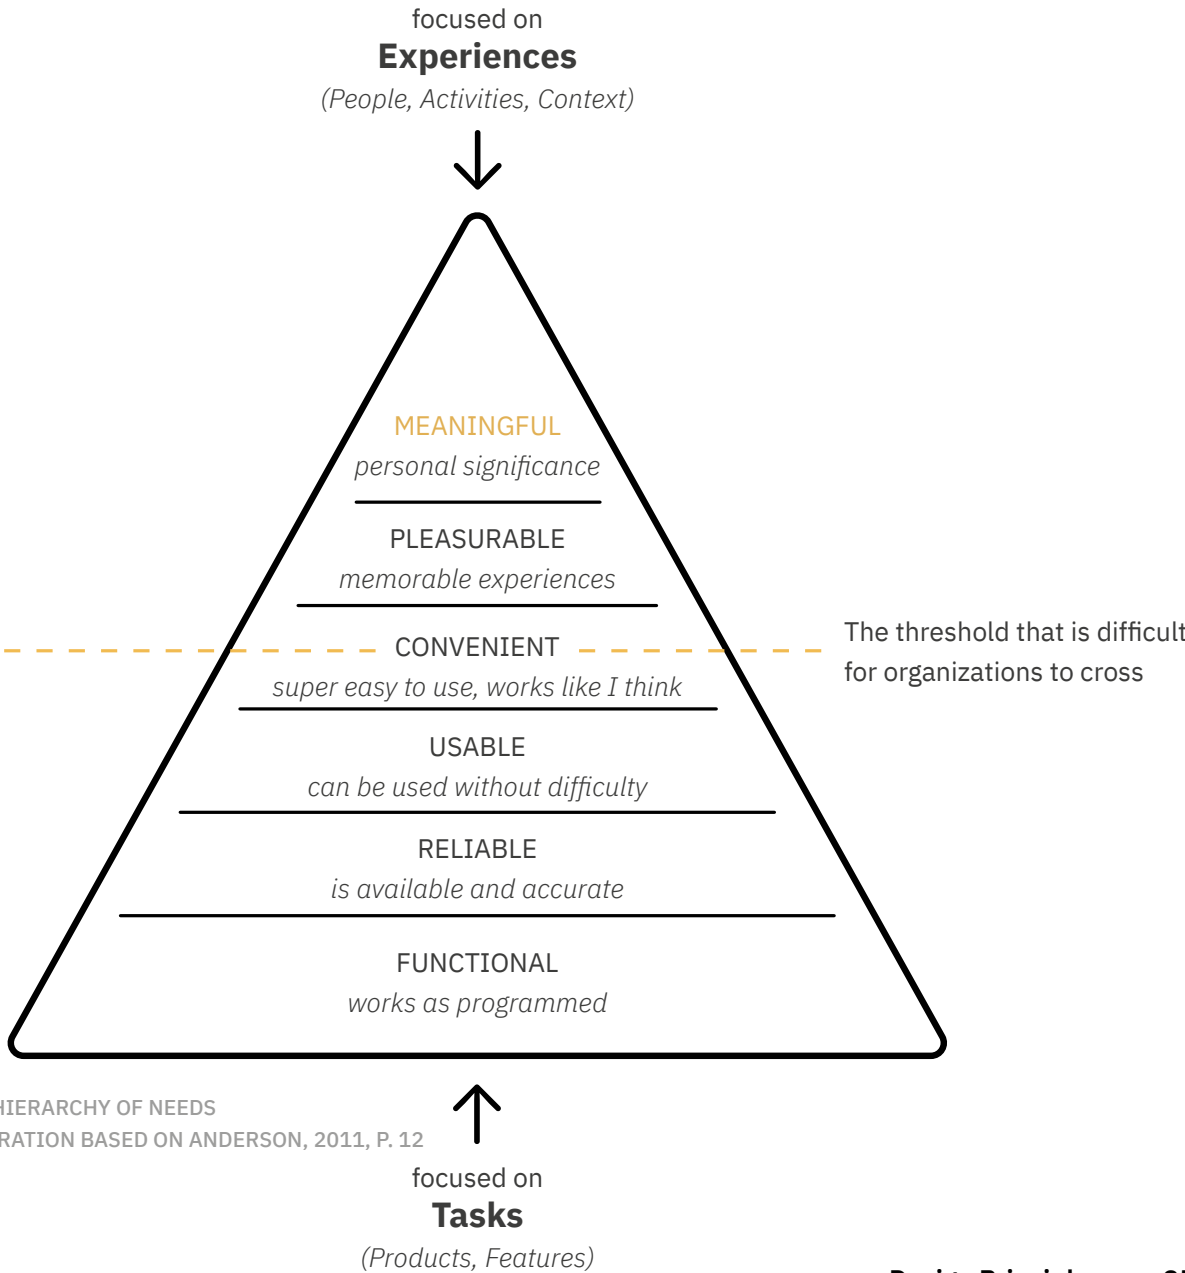 focused on
Experiences
(People, Activities, Context)
MEANINGFUL
personal significance
PLEASURABLE
memorable experiences
CONVENIENT
super easy to use, works like I think
The threshold that is difficult
for organizations to cross
USABLE
can be used without difficulty
RELIABLE
is available and accurate
FUNCTIONAL
works as programmed
HIERARCHY OF NEEDS
RATION BASED ON ANDERSON, 2011, P. 12
focused on
Tasks
(Products, Features)